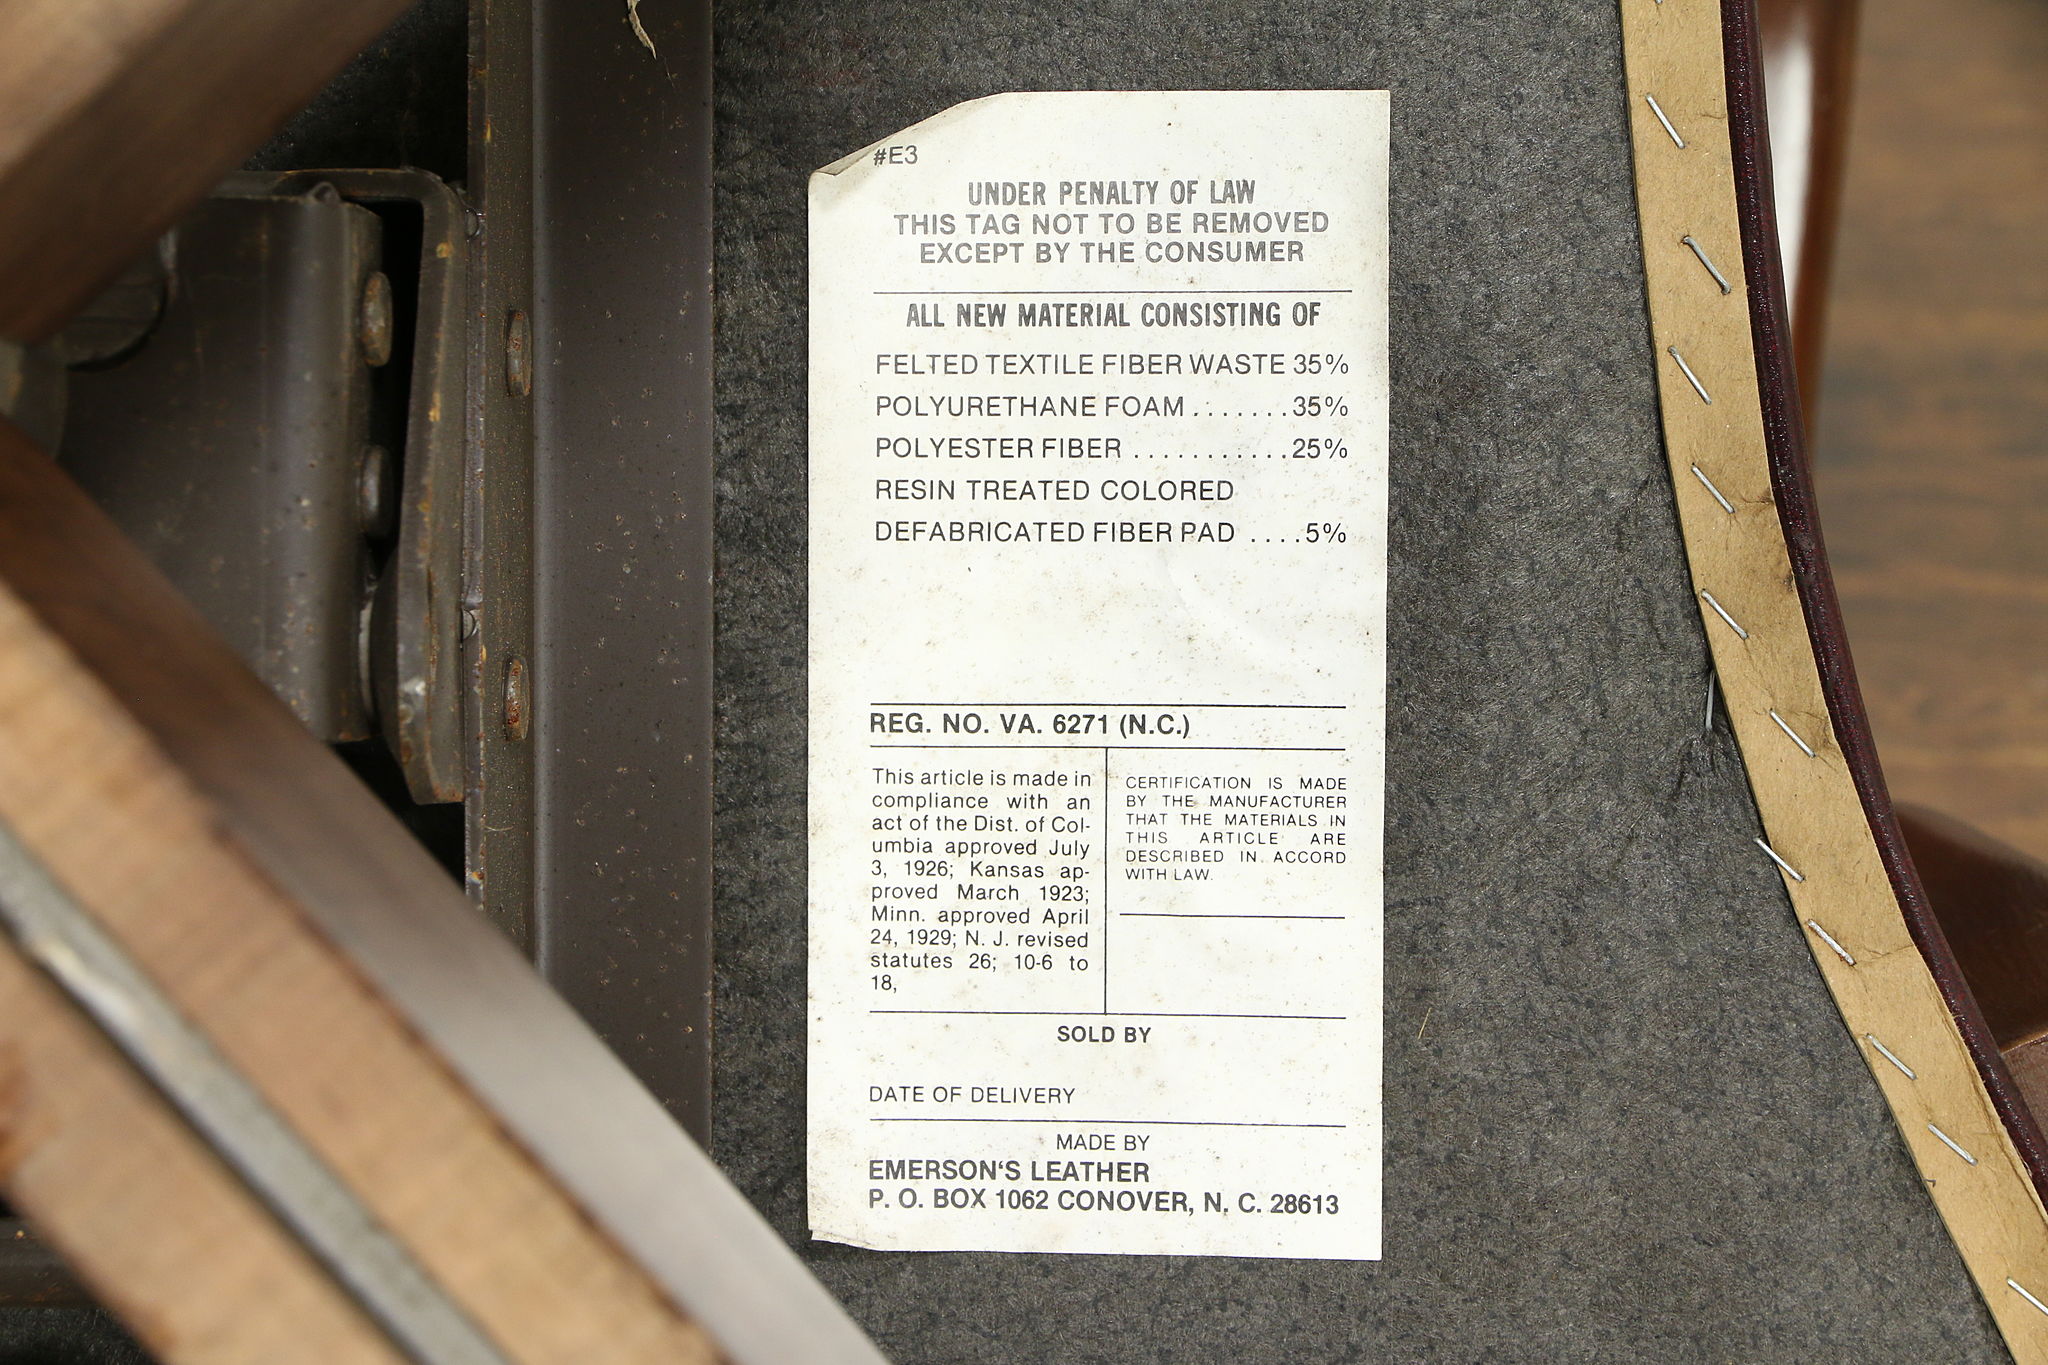 #E3
UNDER PENALTY OF LAW
THIS TAG NOT TO BE REMOVED
EXCEPT BY THE CONSUMER
ALL NEW MATERIAL CONSISTING OF
FELTED TEXTILE FIBER WASTE 35%
POLYURETHANE FOAM.......35%
POLYESTER FIBER ...........25%
RESIN TREATED COLORED
DEFABRICATED FIBER PAD ....5%
REG. NO. VA. 6271 (N.C.)
This article is made in
compliance with an
act of the Dist. of Col-
umbia approved July
3, 1926; Kansas ap-
proved March 1923;
Minn. approved April
24, 1929; N. J. revised
statutes 26; 10-6 to
18,
CERTIFICATION IS MADE
BY THE MANUFACTURER
THAT THE MATERIALS IN
THIS ARTICLE ARE
DESCRIBED IN ACCORD
WITH LAW.
SOLD BY
DATE OF DELIVERY
MADE BY
EMERSON'S LEATHER
P. O. BOX 1062 CONOVER, N. C. 28613